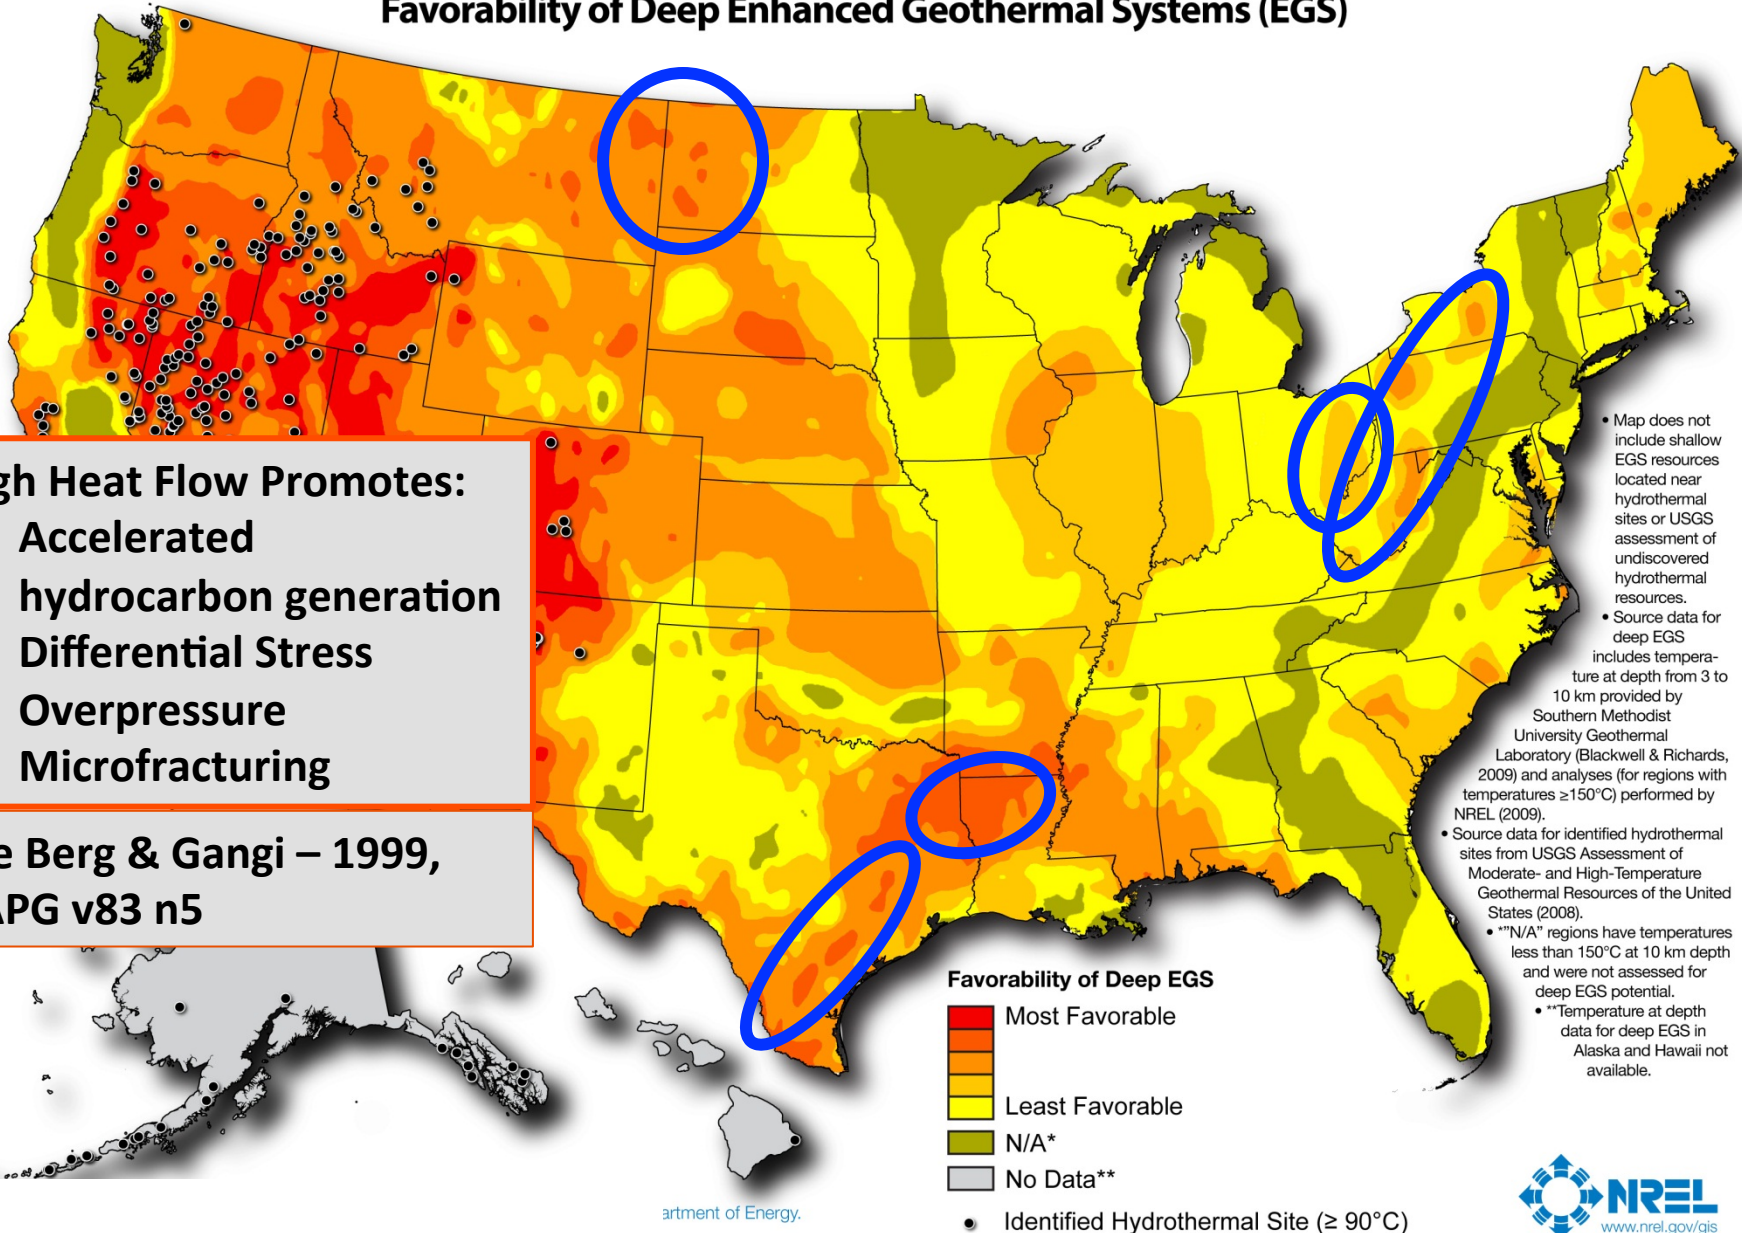 Favorability of Deep Enhanced Geothermal Systems (EGS)
gh Heat Flow Promotes:
Accelerated
hydrocarbon generation
Differential Stress
Overpressure
Microfracturing
e Berg & Gangi – 1999,
APG v83 n5
• Map does not
include shallow
EGS resources
located near
hydrothermal
sites or USGS
assessment of
undiscovered
hydrothermal
resources.
• Source data for
deep EGS
includes tempera-
ture at depth from 3 to
10 km provided by
Southern Methodist
University Geothermal
Laboratory (Blackwell & Richards,
2009) and analyses (for regions with
temperatures ≥150°C) performed by
NREL (2009).
• Source data for identified hydrothermal
sites from USGS Assessment of
Moderate- and High-Temperature
Geothermal Resources of the United
States (2008).
• *"N/A" regions have temperatures
less than 150°C at 10 km depth
and were not assessed for
deep EGS potential.
• **Temperature at depth
data for deep EGS in
Alaska and Hawaii not
available.
Favorability of Deep EGS
Most Favorable
Least Favorable
N/A*
No Data**
Identified Hydrothermal Site (≥ 90°C)
artment of Energy.
NREL
www.nrel.gov/gis